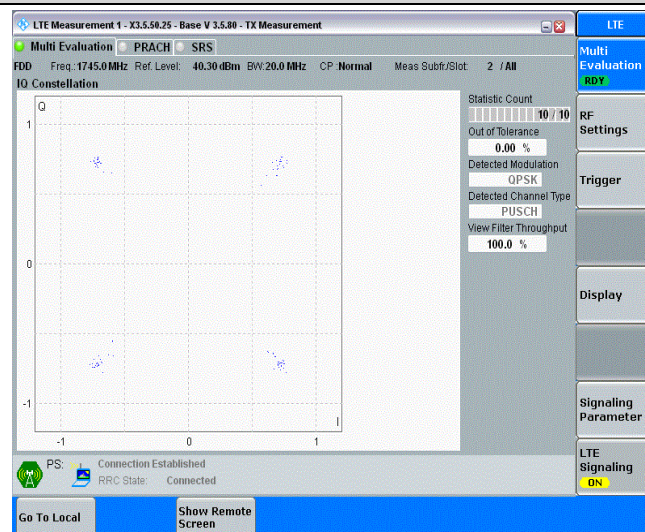 LTE Measurement 1 - X3.5.50.25 - Base V 3.5.80 - TX Measurement
LTE
Multi Evaluation PRACH SRS
FDD Freq.: 1745.0 MHz Ref. Level: 40.30 dBm BW: 20.0 MHz CP :Normal Meas Subfr./Slot: 2 / All
IQ Constellation
Q
1
0
-1
-1 0 1
I
Statistic Count
10 / 10
Out of Tolerance
0.00 %
Detected Modulation
QPSK
Detected Channel Type
PUSCH
View Filter Throughput
100.0 %
Multi
Evaluation
RDY
RF
Settings
Trigger
Display
Signaling
Parameter
LTE
Signaling
ON
PS: Connection Established
RRC State: Connected
Go To Local
Show Remote
Screen